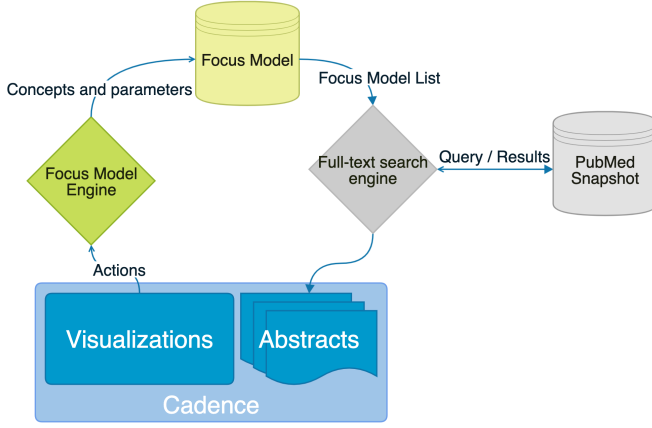 Focus Model
Concepts and parameters
Focus Model List
Focus Model
Engine
Full-text search
engine
Query / Results
PubMed
Snapshot
Actions
Visualizations
Abstracts
Cadence